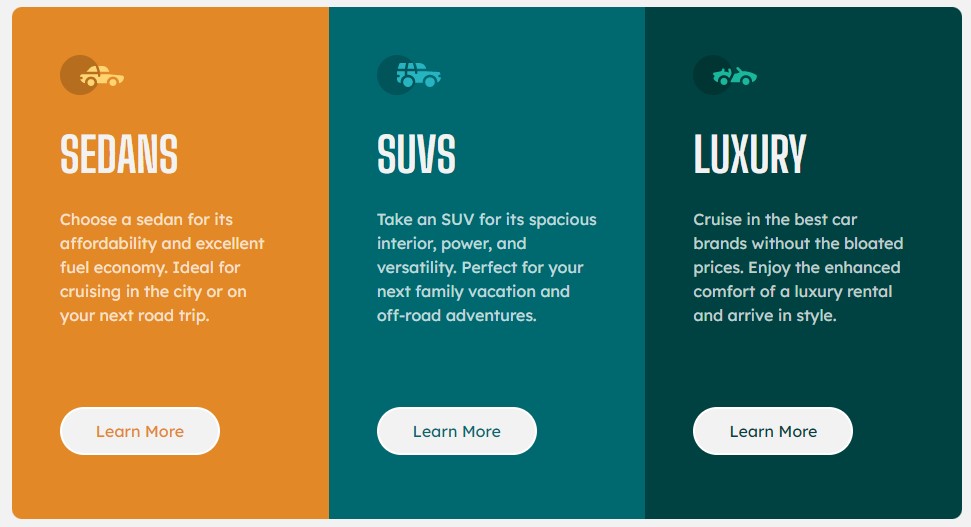 SEDANS
Choose a sedan for its
affordability and excellent
fuel economy. Ideal for
cruising in the city or on
your next road trip.
Learn More
SUVS
Take an SUV for its spacious
interior, power, and
versatility. Perfect for your
next family vacation and
off-road adventures.
Learn More
LUXURY
Cruise in the best car
brands without the bloated
prices. Enjoy the enhanced
comfort of a luxury rental
and arrive in style.
Learn More